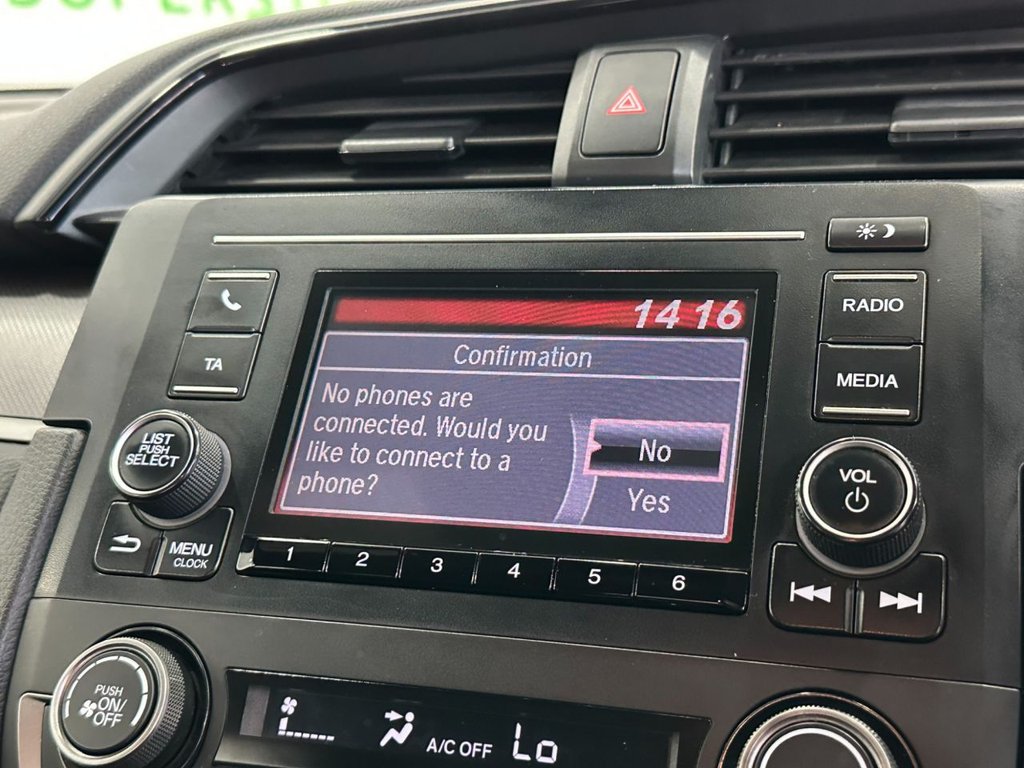 SUPERS
14 16
RADIO
TA
MEDIA
Confirmation
No phones are
connected. Would you
like to connect to a
phone?
No
Yes
LIST
PUSH
SELECT
VOL
MENU
CLOCK
1 2 3 4 5 6
PUSH
ON/
OFF
A/C OFF
Lo